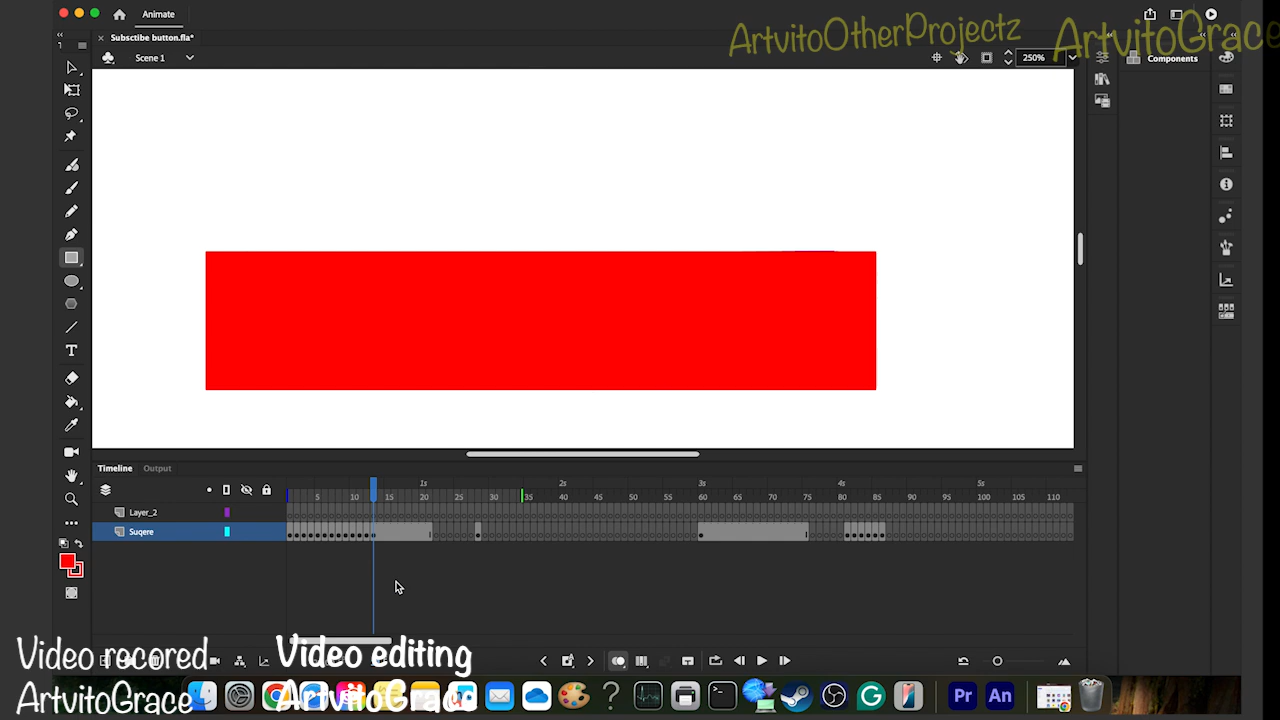 Animate
ArtvitoOtherProjectz
ArtvitoGrace
Subsctibe button.fla*
Scene 1
250%
Components
Timeline
Output
1s 2s 3s 4s 5s
5 10 15 20 25 30 35 40 45 50 55 60 65 70 75 80 85 90 95 100 105 110
Layer_2
Suqere
T
Video recored
ArtvitoGrace
Video editing
ArtvitoGrace
Pr
An